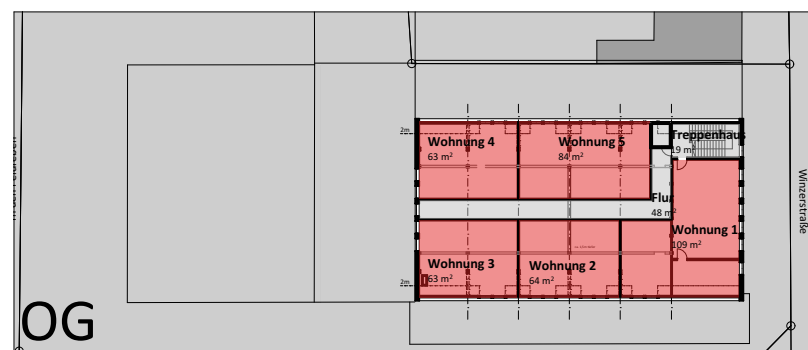 2m
Wohnung 4
63 m²
Wohnung 5
84 m²
Treppenhaus
19 m²
Flur
48 m²
Wohnung 1
109 m²
Wohnung 3
63 m²
Wohnung 2
64 m²
2m
Winzerstraße
OG